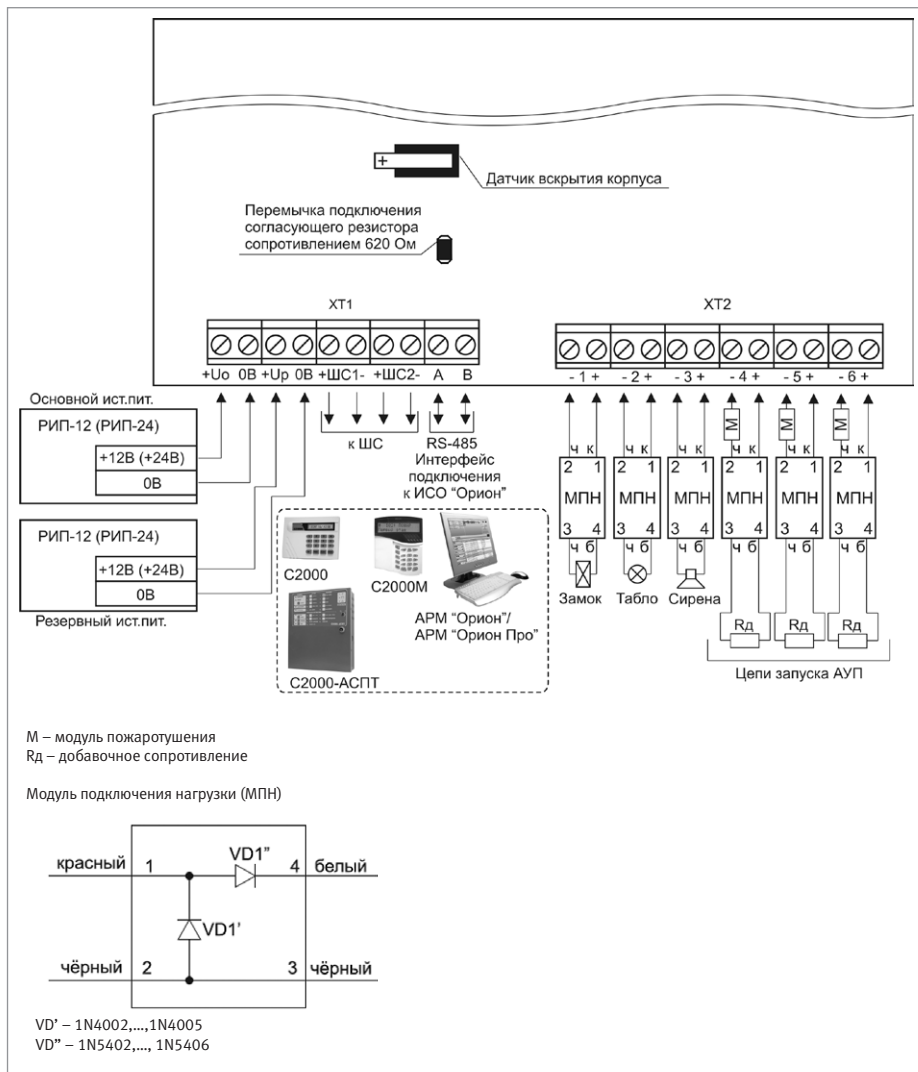 +
Датчик вскрытия корпуса
Перемычка подключения
согласующего резистора
сопротивлением 620 Ом
XT1
XT2
+Uo 0В +Up 0В +ШС1- +ШС2- A B
- 1 + - 2 + - 3 + - 4 + - 5 + - 6 +
Основной ист.пит.
РИП-12 (РИП-24)
+12В (+24В)
0В
РИП-12 (РИП-24)
+12В (+24В)
0В
Резервный ист.пит.
к ШС
RS-485
Интерфейс
подключения
к ИСО "Орион"
С2000
С2000М
АРМ "Орион"/
АРМ "Орион Про"
С2000-АСПТ
М М М
ч к ч к ч к ч к ч к ч к
2 1 2 1 2 1 2 1 2 1 2 1
МПН МПН МПН МПН МПН МПН
3 4 3 4 3 4 3 4 3 4 3 4
ч б ч б ч б ч б ч б ч б
Замок Табло Сирена
Rд Rд Rд
Цепи запуска АУП
М – модуль пожаротушения
Rд – добавочное сопротивление
Модуль подключения нагрузки (МПН)
красный 1 VD1” 4 белый
VD1’
чёрный 2 3 чёрный
VD’ – 1N4002,...,1N4005
VD” – 1N5402,..., 1N5406